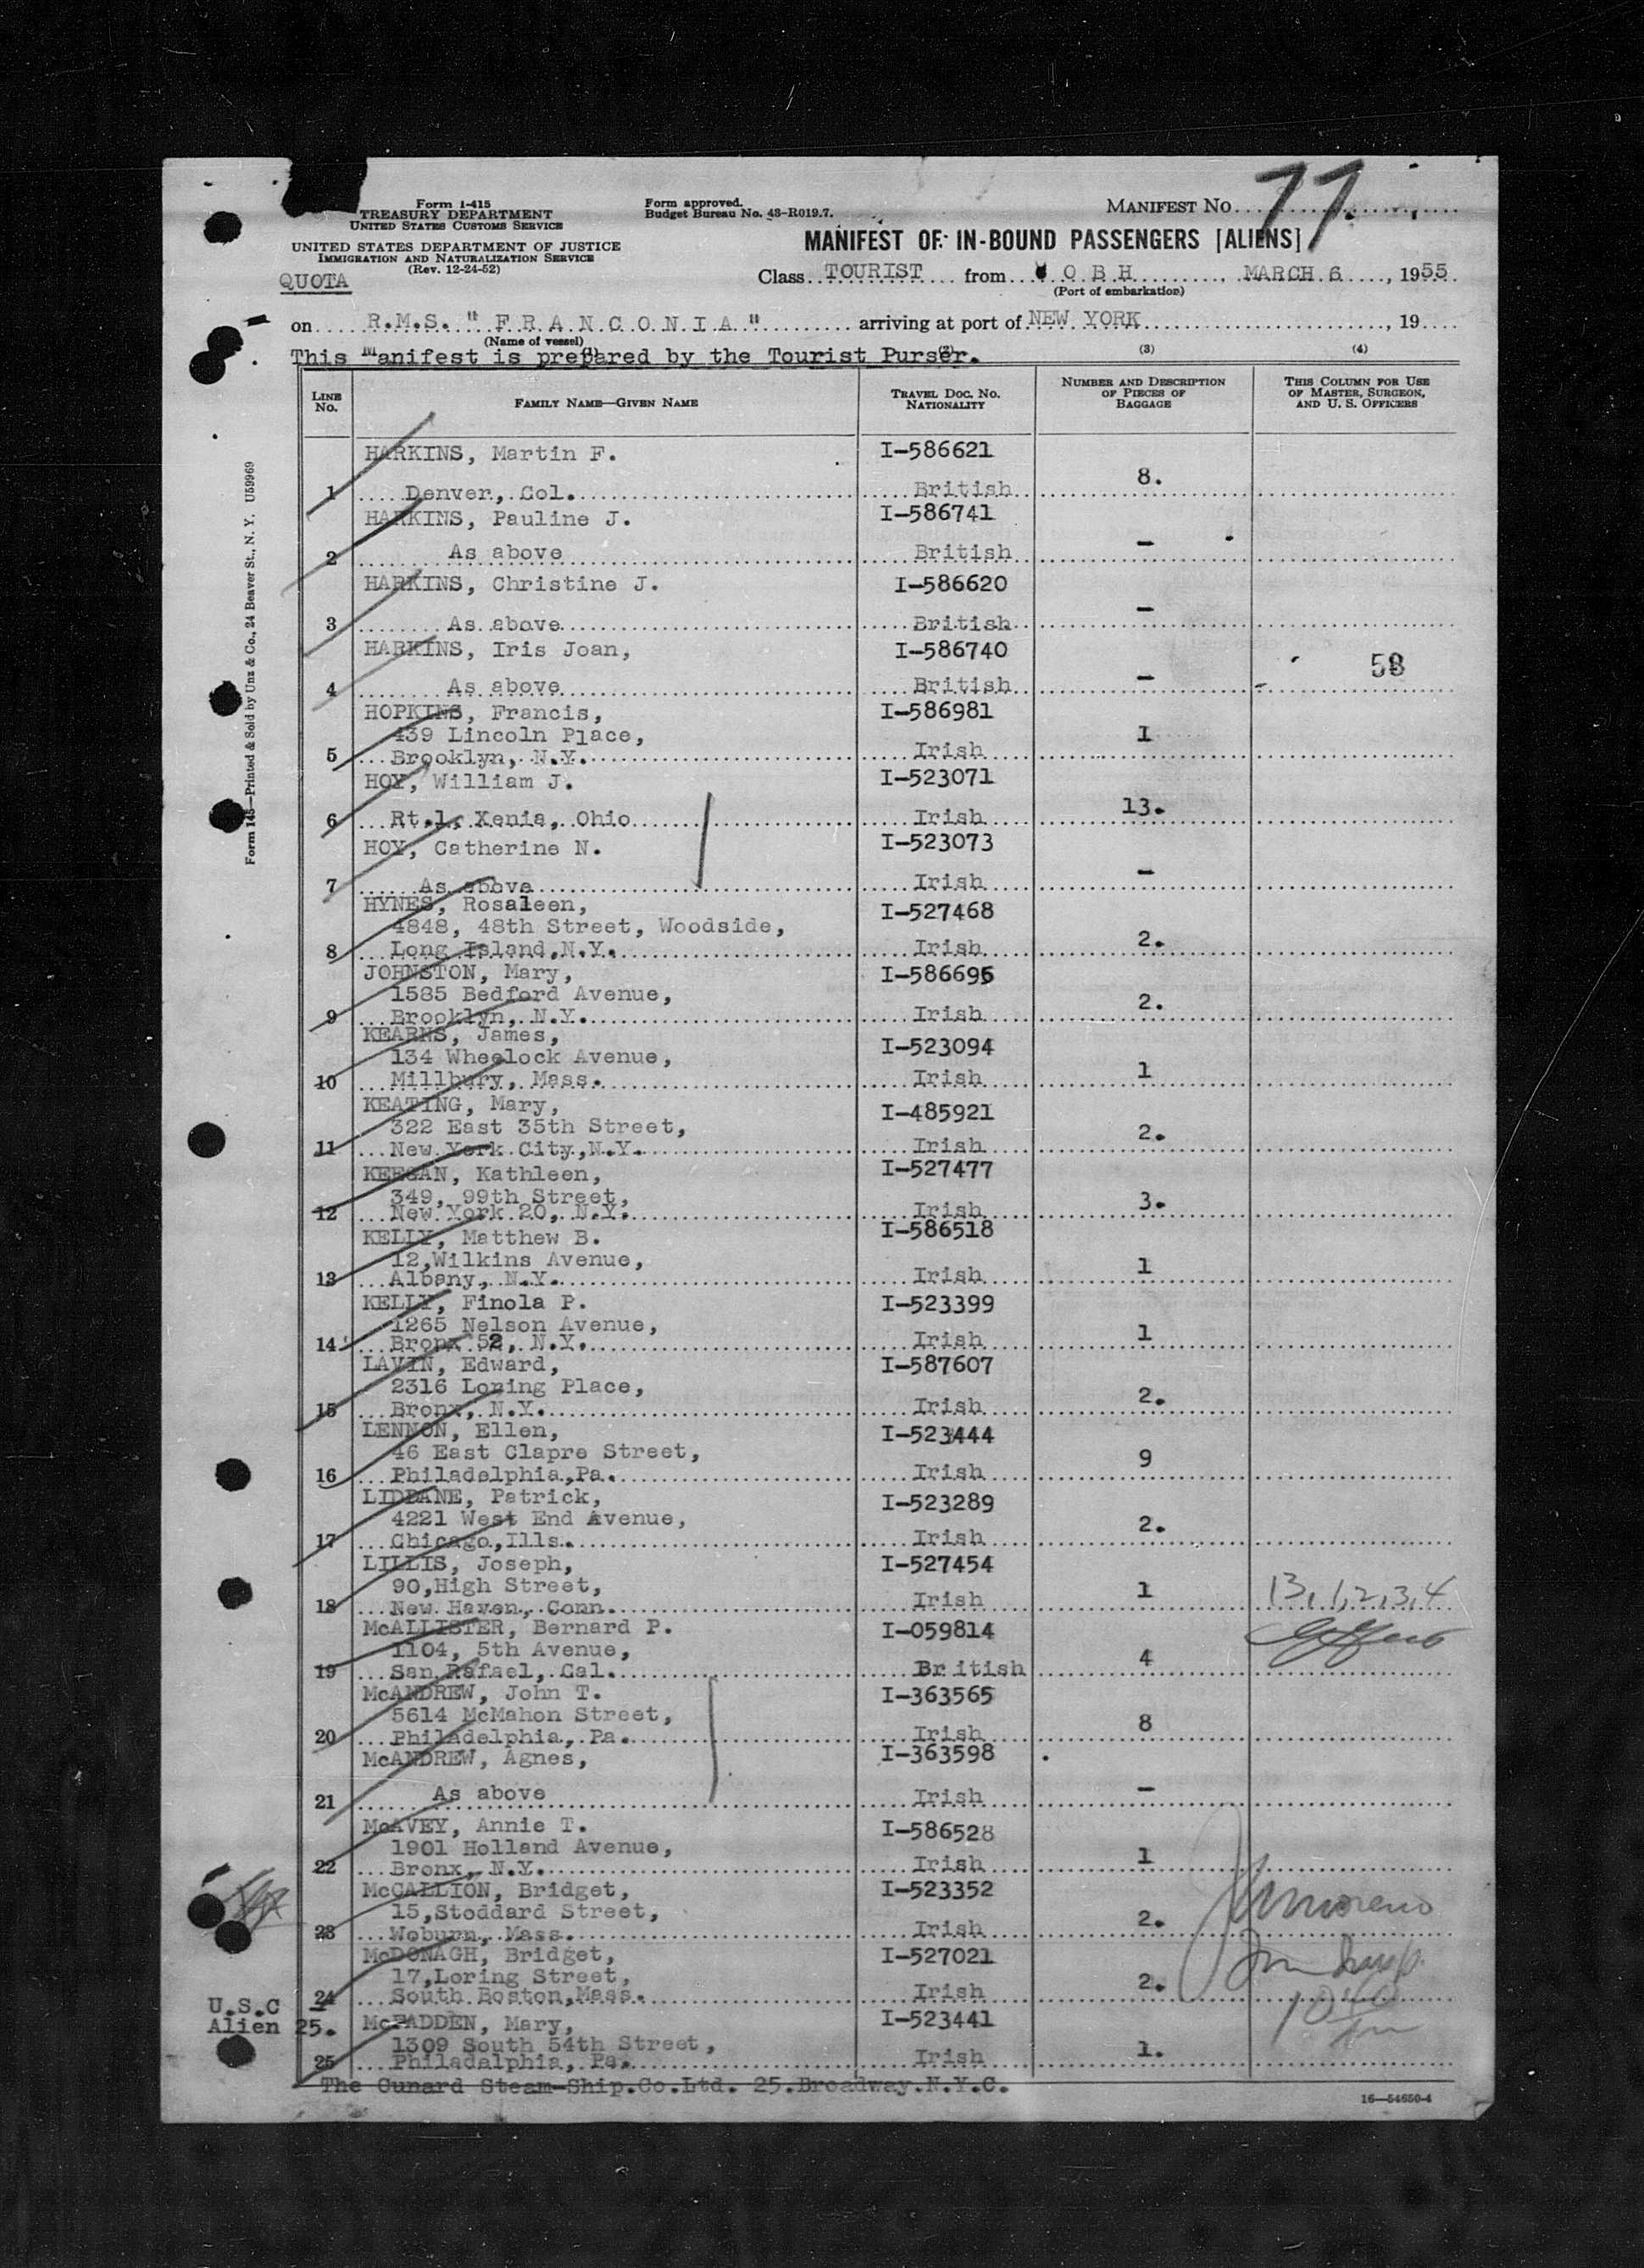 Form I-415
TREASURY DEPARTMENT
UNITED STATES CUSTOMS SERVICE
UNITED STATES DEPARTMENT OF JUSTICE
IMMIGRATION AND NATURALIZATION SERVICE
(Rev. 12-24-52)
QUOTA
Form approved.
Budget Bureau No. 43-R019.7.
MANIFEST NO. 77
MANIFEST OF IN-BOUND PASSENGERS [ALIENS]
Class TOURIST from OBH, MARCH 6, 1955
(Port of embarkation)
on R.M.S. "FRANCONIA" arriving at port of NEW YORK, 19
(Name of vessel)
This Manifest is prepared by the Tourist Purser.
(1) (2) (3) (4)
LINE NO. FAMILY NAME—GIVEN NAME TRAVEL DOC. NO. NATIONALITY NUMBER AND DESCRIPTION OF PIECES OF BAGGAGE THIS COLUMN FOR USE OF MASTER, SURGEON, AND U. S. OFFICERS
HARKINS, Martin F. I-586621
1 Denver, Col. British 8.
HARKINS, Pauline J. I-586741
2 As above British -
HARKINS, Christine J. I-586620
3 As above British -
HARKINS, Iris Joan, I-586740
4 As above British - 58
HOPKINS, Francis, I-586981
439 Lincoln Place,
5 Brooklyn, N.Y. Irish 1
HOY, William J. I-523071
6 Rt.1, Xenia, Ohio Irish 13.
HOY, Catherine N. I-523073
7 As above Irish -
HYNES, Rosaleen, I-527468
4848, 48th Street, Woodside,
8 Long Island,N.Y. Irish 2.
JOHNSTON, Mary, I-586695
1585 Bedford Avenue,
9 Brooklyn, N.Y. Irish 2.
KEARNS, James, I-523094
134 Wheelock Avenue,
10 Millbury, Mass. Irish 1
KEATING, Mary, I-485921
322 East 35th Street,
11 New York City,N.Y. Irish 2.
KEEGAN, Kathleen, I-527477
349, 99th Street,
12 New York 20, N.Y. Irish 3.
KELLY, Matthew B. I-586518
12,Wilkins Avenue,
13 Albany, N.Y. Irish 1
KELLY, Finola P. I-523399
1265 Nelson Avenue,
14 Bronx 52, N.Y. Irish 1
LAVIN, Edward, I-587607
2316 Loring Place,
15 Bronx, N.Y. Irish 2.
LENNON, Ellen, I-523444
46 East Clapre Street,
16 Philadelphia,Pa. Irish 9
LIDDANE, Patrick, I-523289
4221 West End Avenue,
17 Chicago,Ills. Irish 2.
LILLIS, Joseph, I-527454
90,High Street,
18 New Haven, Conn. Irish 1 13,1,2,3,4
McALLISTER, Bernard P. I-059814
1104, 5th Avenue,
19 San Rafael, Cal. British 4
McANDREW, John T. I-363565
5614 McMahon Street,
20 Philadelphia, Pa. Irish 8
McANDREW, Agnes, I-363598
21 As above Irish -
McAVEY, Annie T. I-586528
1901 Holland Avenue,
22 Bronx, N.Y. Irish 1
McCALLION, Bridget, I-523352
15,Stoddard Street,
23 Woburn, Mass. Irish 2.
McDONAGH, Bridget, I-527021
17,Loring Street,
24 South Boston,Mass. Irish 2.
U.S.C -
Alien 25.
McFADDEN, Mary, I-523441
1309 South 54th Street,
25 Philadelphia, Pa. Irish 1.
The Cunard Steam-Ship.Co.Ltd. 25.Broadway.N.Y.C.
16—54650-4
Form 145—Printed & Sold by Unz & Co., 24 Beaver St., N. Y. U59969